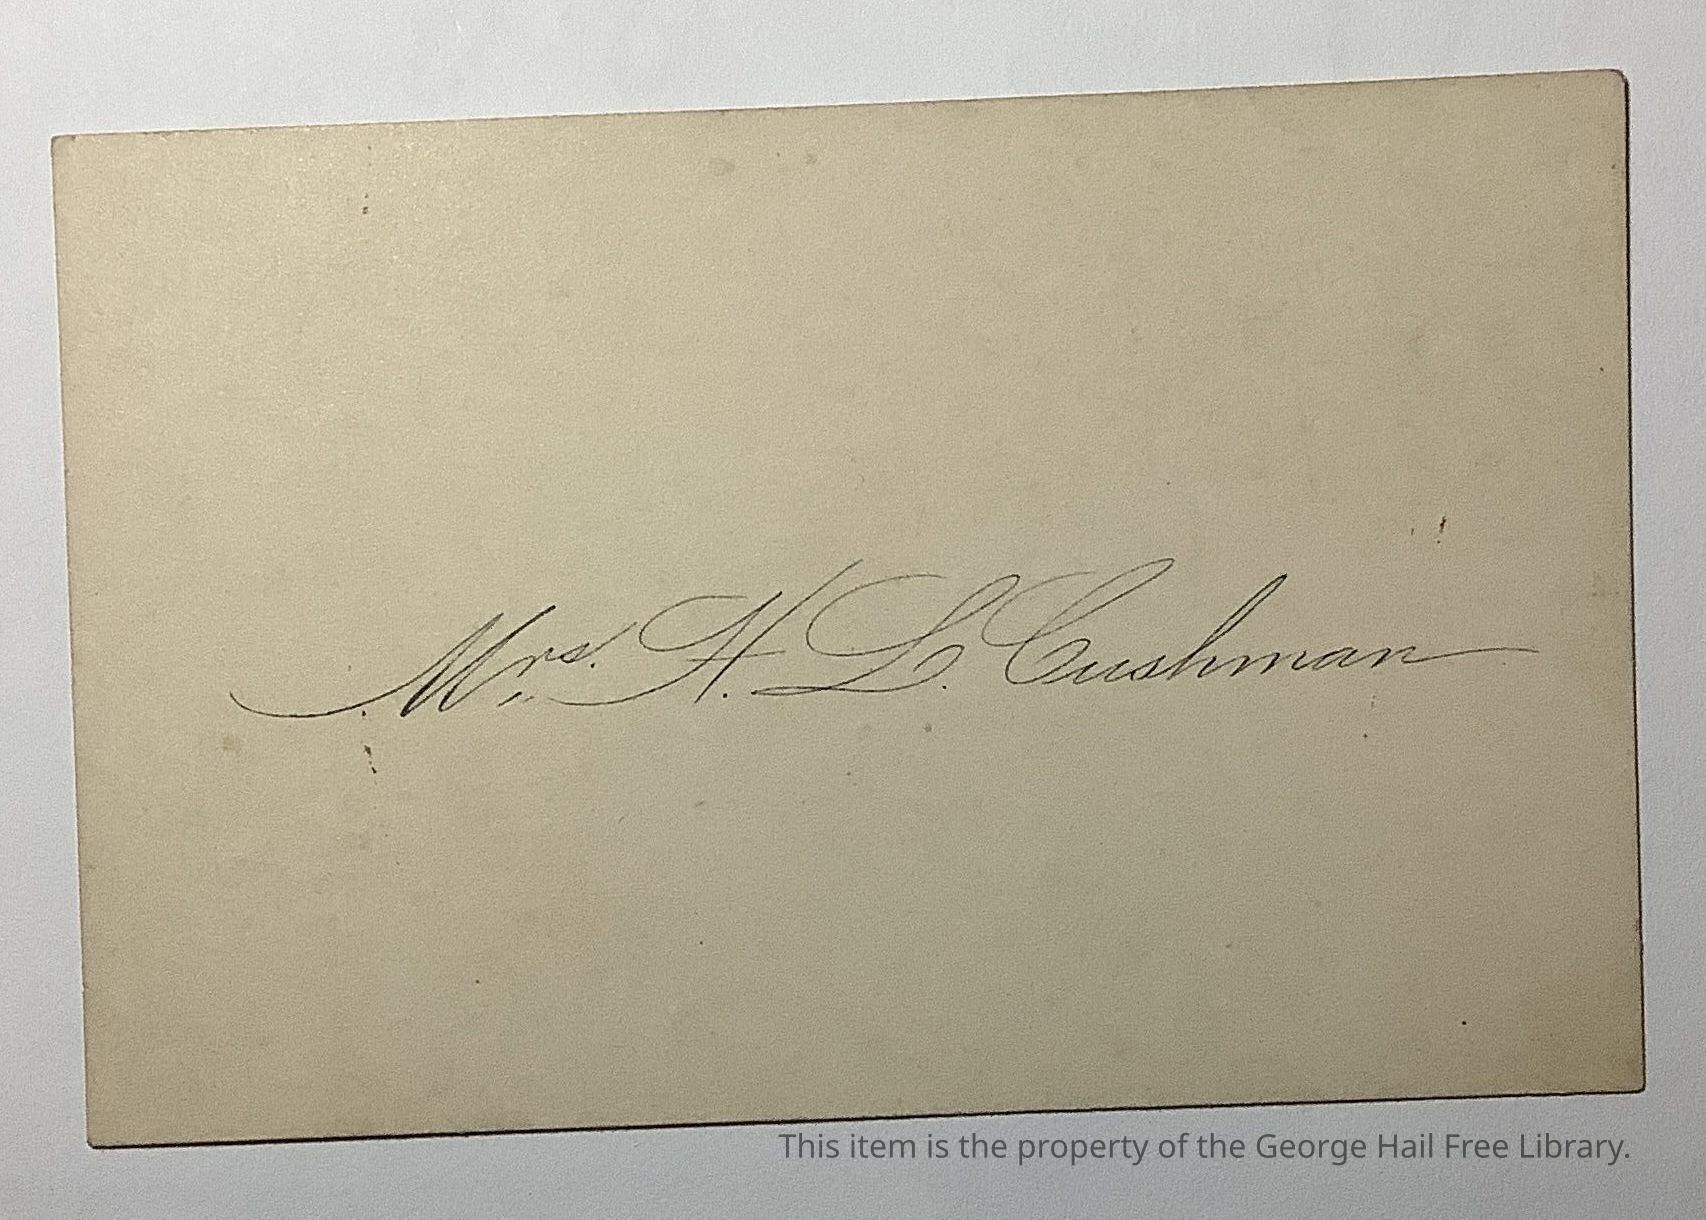 Mrs. H. L. Cushman
This item is the property of the George Hail Free Library.